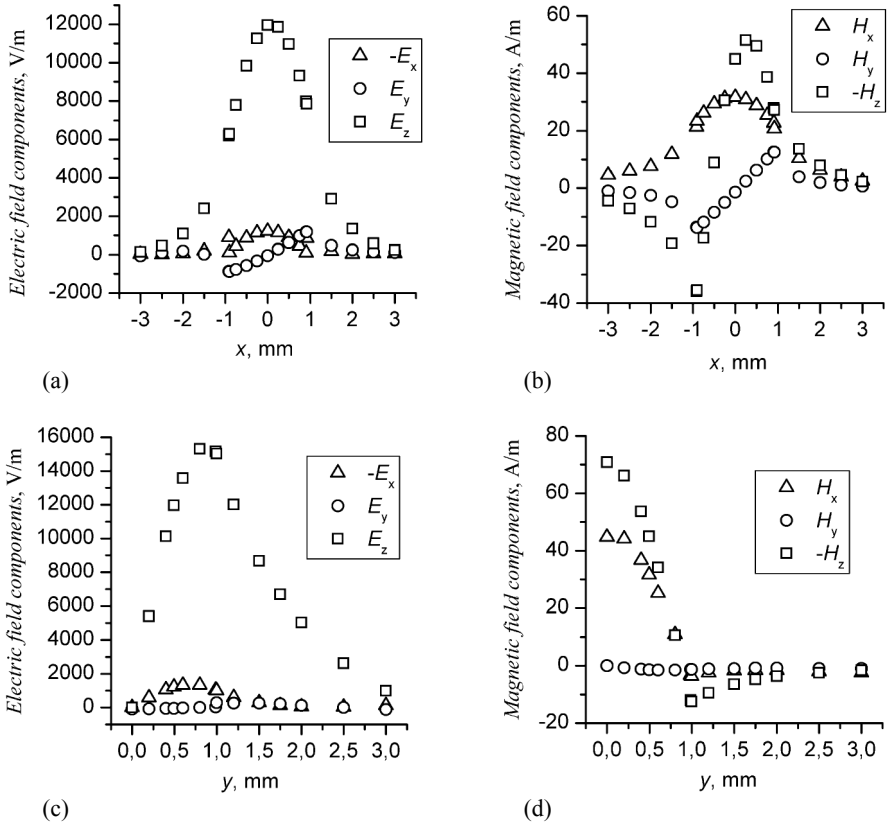 12000
10000
8000
6000
4000
2000
0
-2000
Electric field components, V/m
-3 -2 -1 0 1 2 3
x, mm
-Ex
Ey
Ez
(a)
60
40
20
0
-20
-40
Magnetic field components, A/m
-3 -2 -1 0 1 2 3
x, mm
Hx
Hy
-Hz
(b)
16000
14000
12000
10000
8000
6000
4000
2000
0
Electric field components, V/m
0,0 0,5 1,0 1,5 2,0 2,5 3,0
y, mm
-Ex
Ey
Ez
(c)
80
60
40
20
0
-20
Magnetic field components, A/m
0,0 0,5 1,0 1,5 2,0 2,5 3,0
y, mm
Hx
Hy
-Hz
(d)